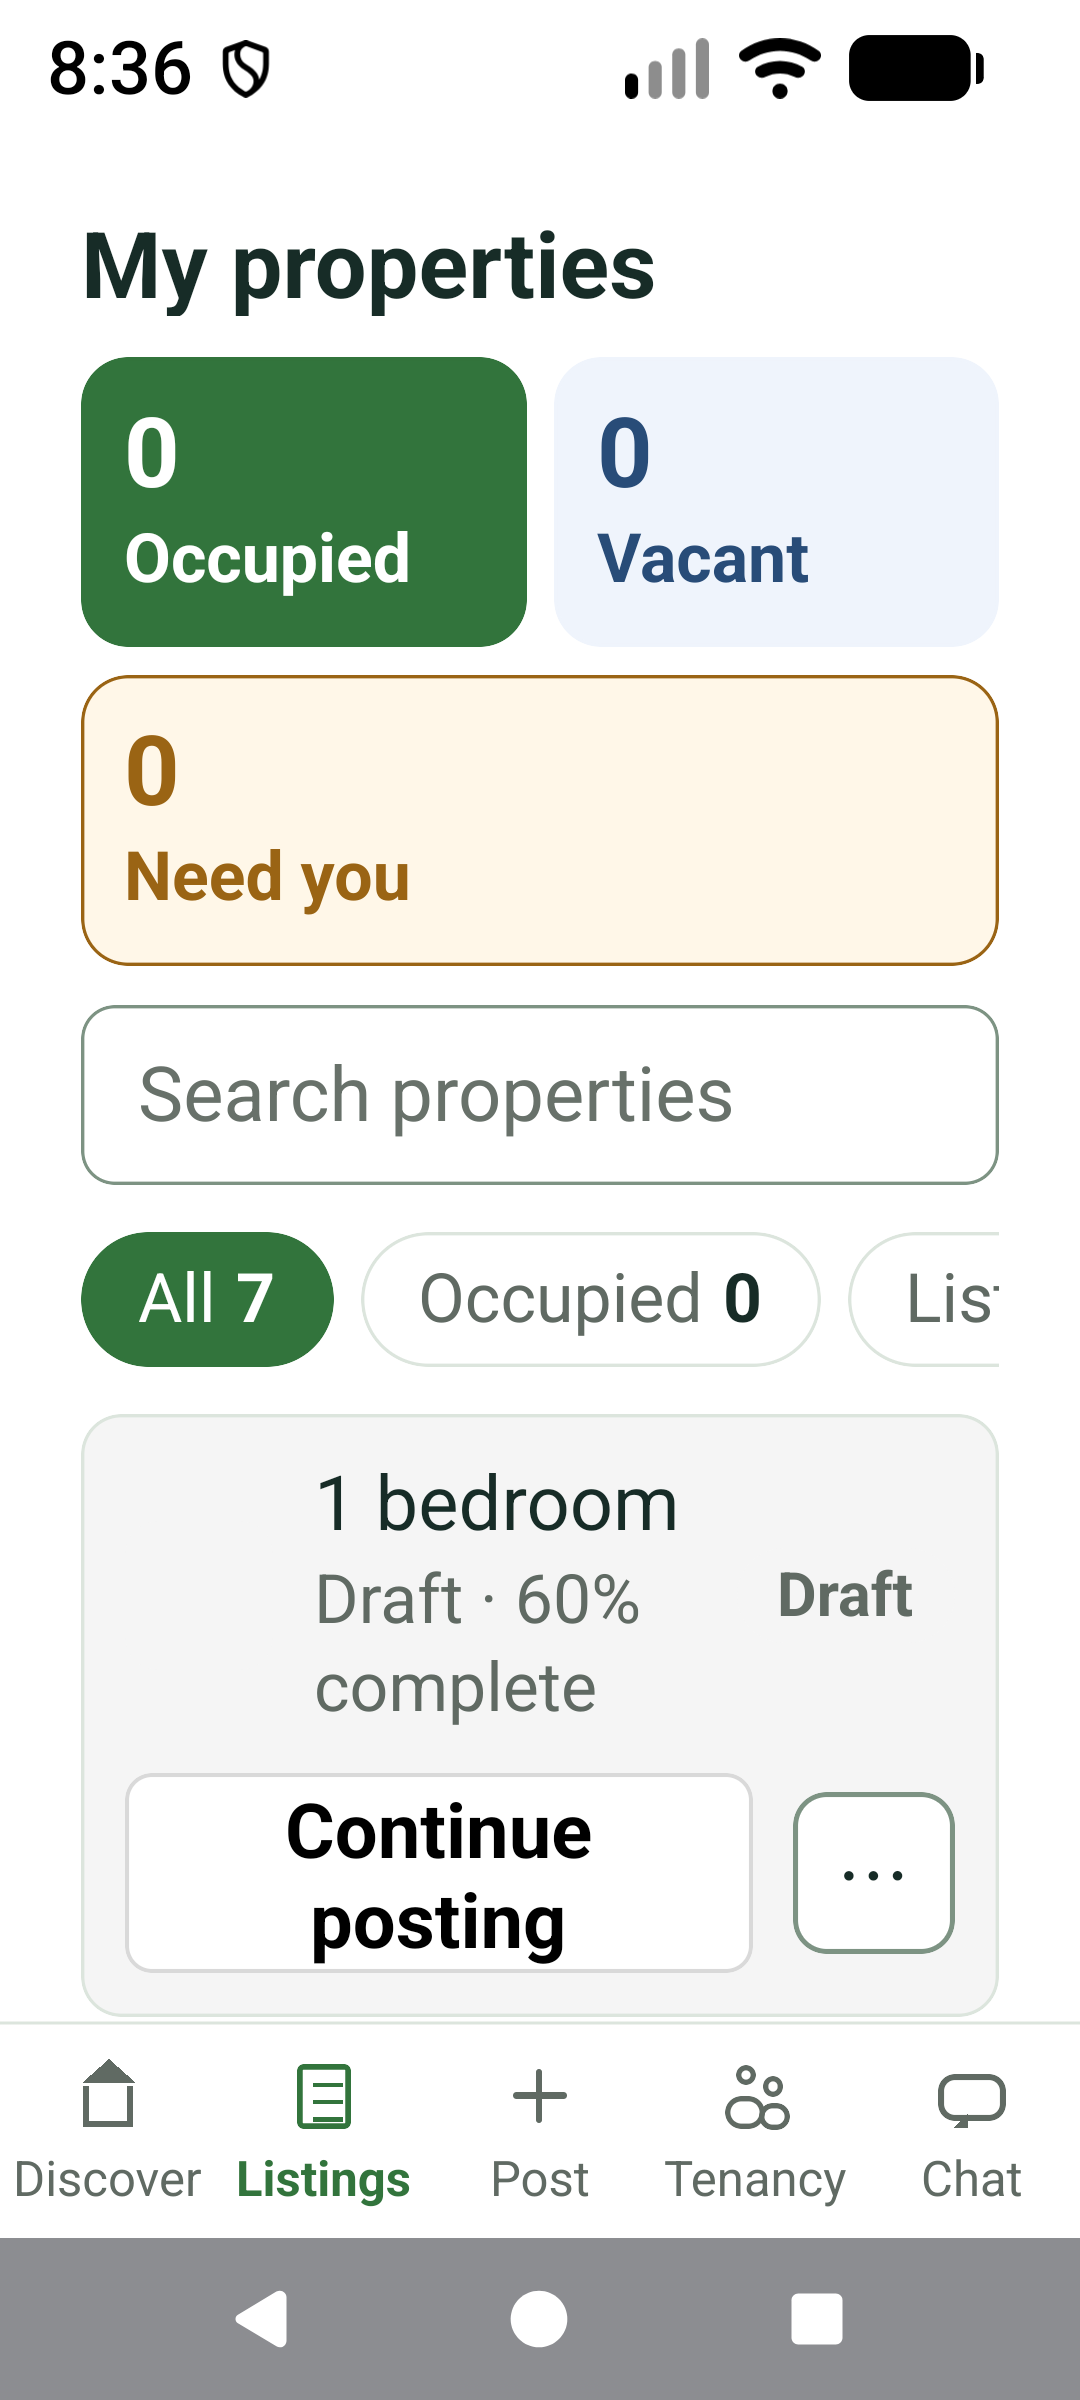 8:36
My properties
0
Occupied
0
Vacant
0
Need you
Search properties
All 7
Occupied 0
List
1 bedroom
Draft · 60%
complete
Draft
Continue
posting
...
Discover
Listings
Post
Tenancy
Chat